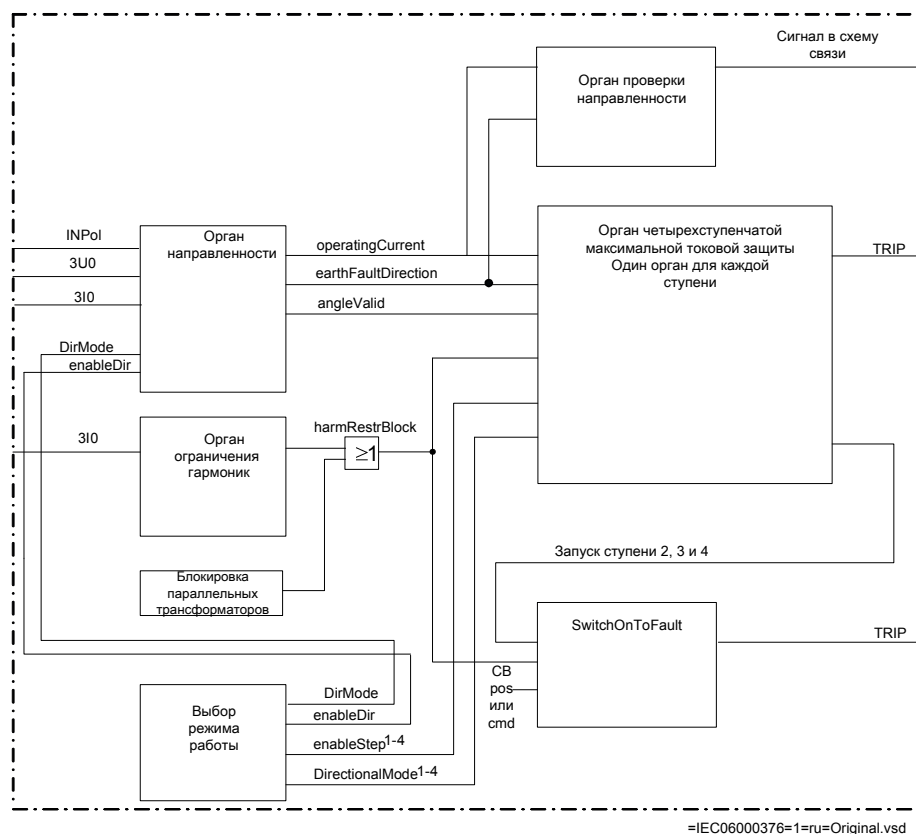 Сигнал в схему
связи
Орган проверки
направленности
INPol
3U0
3I0
DirMode
enableDir
Орган
направленности
operatingCurrent
earthFaultDirection
angleValid
Орган четырехступенчатой
максимальной токовой защиты
Один орган для каждой
ступени
TRIP
3I0
Орган
ограничения
гармоник
harmRestrBlock
≥1
Блокировка
параллельных
трансформаторов
Запуск ступени 2, 3 и 4
SwitchOnToFault
TRIP
CB
pos
или
cmd
Выбор
режима
работы
DirMode
enableDir
enableStep1-4
DirectionalMode1-4
=IEC06000376=1=ru=Original.vsd